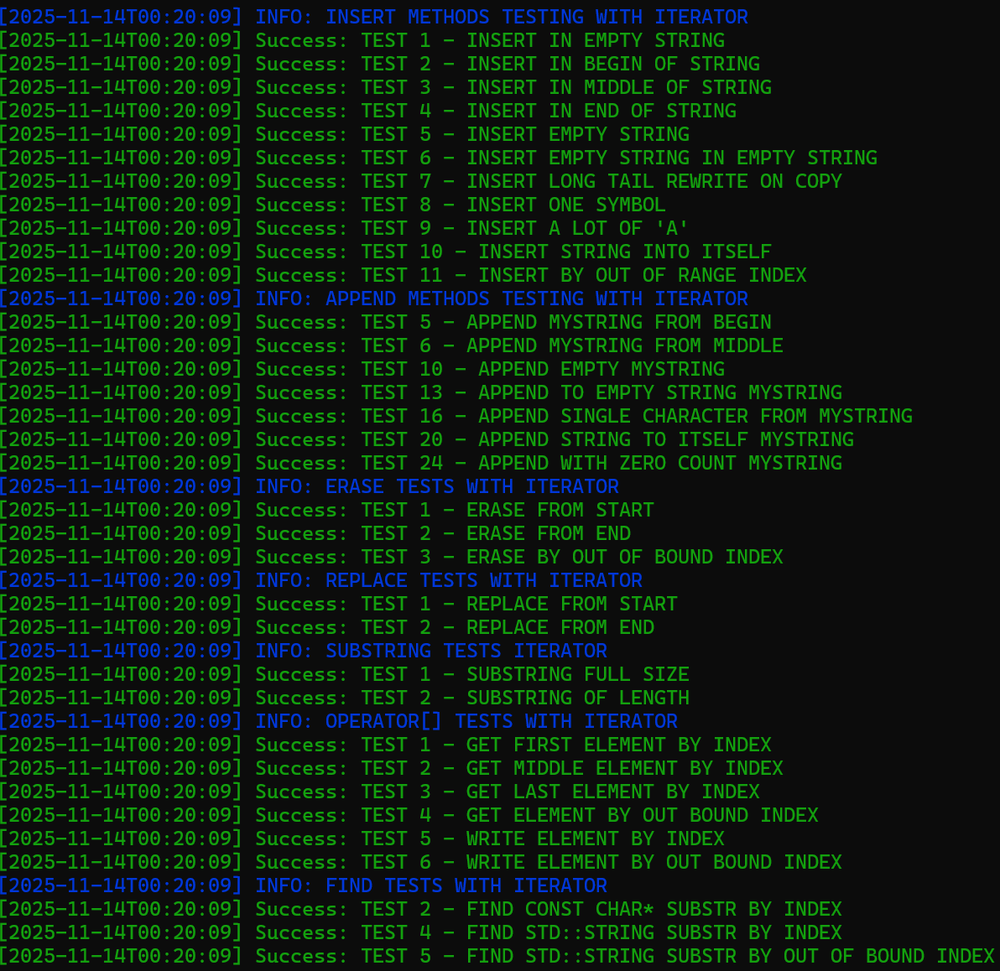 [2025-11-14T00:20:09] INFO: INSERT METHODS TESTING WITH ITERATOR
[2025-11-14T00:20:09] Success: TEST 1 - INSERT IN EMPTY STRING
[2025-11-14T00:20:09] Success: TEST 2 - INSERT IN BEGIN OF STRING
[2025-11-14T00:20:09] Success: TEST 3 - INSERT IN MIDDLE OF STRING
[2025-11-14T00:20:09] Success: TEST 4 - INSERT IN END OF STRING
[2025-11-14T00:20:09] Success: TEST 5 - INSERT EMPTY STRING
[2025-11-14T00:20:09] Success: TEST 6 - INSERT EMPTY STRING IN EMPTY STRING
[2025-11-14T00:20:09] Success: TEST 7 - INSERT LONG TAIL REWRITE ON COPY
[2025-11-14T00:20:09] Success: TEST 8 - INSERT ONE SYMBOL
[2025-11-14T00:20:09] Success: TEST 9 - INSERT A LOT OF 'A'
[2025-11-14T00:20:09] Success: TEST 10 - INSERT STRING INTO ITSELF
[2025-11-14T00:20:09] Success: TEST 11 - INSERT BY OUT OF RANGE INDEX
[2025-11-14T00:20:09] INFO: APPEND METHODS TESTING WITH ITERATOR
[2025-11-14T00:20:09] Success: TEST 5 - APPEND MYSTRING FROM BEGIN
[2025-11-14T00:20:09] Success: TEST 6 - APPEND MYSTRING FROM MIDDLE
[2025-11-14T00:20:09] Success: TEST 10 - APPEND EMPTY MYSTRING
[2025-11-14T00:20:09] Success: TEST 13 - APPEND TO EMPTY STRING MYSTRING
[2025-11-14T00:20:09] Success: TEST 16 - APPEND SINGLE CHARACTER FROM MYSTRING
[2025-11-14T00:20:09] Success: TEST 20 - APPEND STRING TO ITSELF MYSTRING
[2025-11-14T00:20:09] Success: TEST 24 - APPEND WITH ZERO COUNT MYSTRING
[2025-11-14T00:20:09] INFO: ERASE TESTS WITH ITERATOR
[2025-11-14T00:20:09] Success: TEST 1 - ERASE FROM START
[2025-11-14T00:20:09] Success: TEST 2 - ERASE FROM END
[2025-11-14T00:20:09] Success: TEST 3 - ERASE BY OUT OF BOUND INDEX
[2025-11-14T00:20:09] INFO: REPLACE TESTS WITH ITERATOR
[2025-11-14T00:20:09] Success: TEST 1 - REPLACE FROM START
[2025-11-14T00:20:09] Success: TEST 2 - REPLACE FROM END
[2025-11-14T00:20:09] INFO: SUBSTRING TESTS ITERATOR
[2025-11-14T00:20:09] Success: TEST 1 - SUBSTRING FULL SIZE
[2025-11-14T00:20:09] Success: TEST 2 - SUBSTRING OF LENGTH
[2025-11-14T00:20:09] INFO: OPERATOR[] TESTS WITH ITERATOR
[2025-11-14T00:20:09] Success: TEST 1 - GET FIRST ELEMENT BY INDEX
[2025-11-14T00:20:09] Success: TEST 2 - GET MIDDLE ELEMENT BY INDEX
[2025-11-14T00:20:09] Success: TEST 3 - GET LAST ELEMENT BY INDEX
[2025-11-14T00:20:09] Success: TEST 4 - GET ELEMENT BY OUT BOUND INDEX
[2025-11-14T00:20:09] Success: TEST 5 - WRITE ELEMENT BY INDEX
[2025-11-14T00:20:09] Success: TEST 6 - WRITE ELEMENT BY OUT BOUND INDEX
[2025-11-14T00:20:09] INFO: FIND TESTS WITH ITERATOR
[2025-11-14T00:20:09] Success: TEST 2 - FIND CONST CHAR* SUBSTR BY INDEX
[2025-11-14T00:20:09] Success: TEST 4 - FIND STD::STRING SUBSTR BY INDEX
[2025-11-14T00:20:09] Success: TEST 5 - FIND STD::STRING SUBSTR BY OUT OF BOUND INDEX